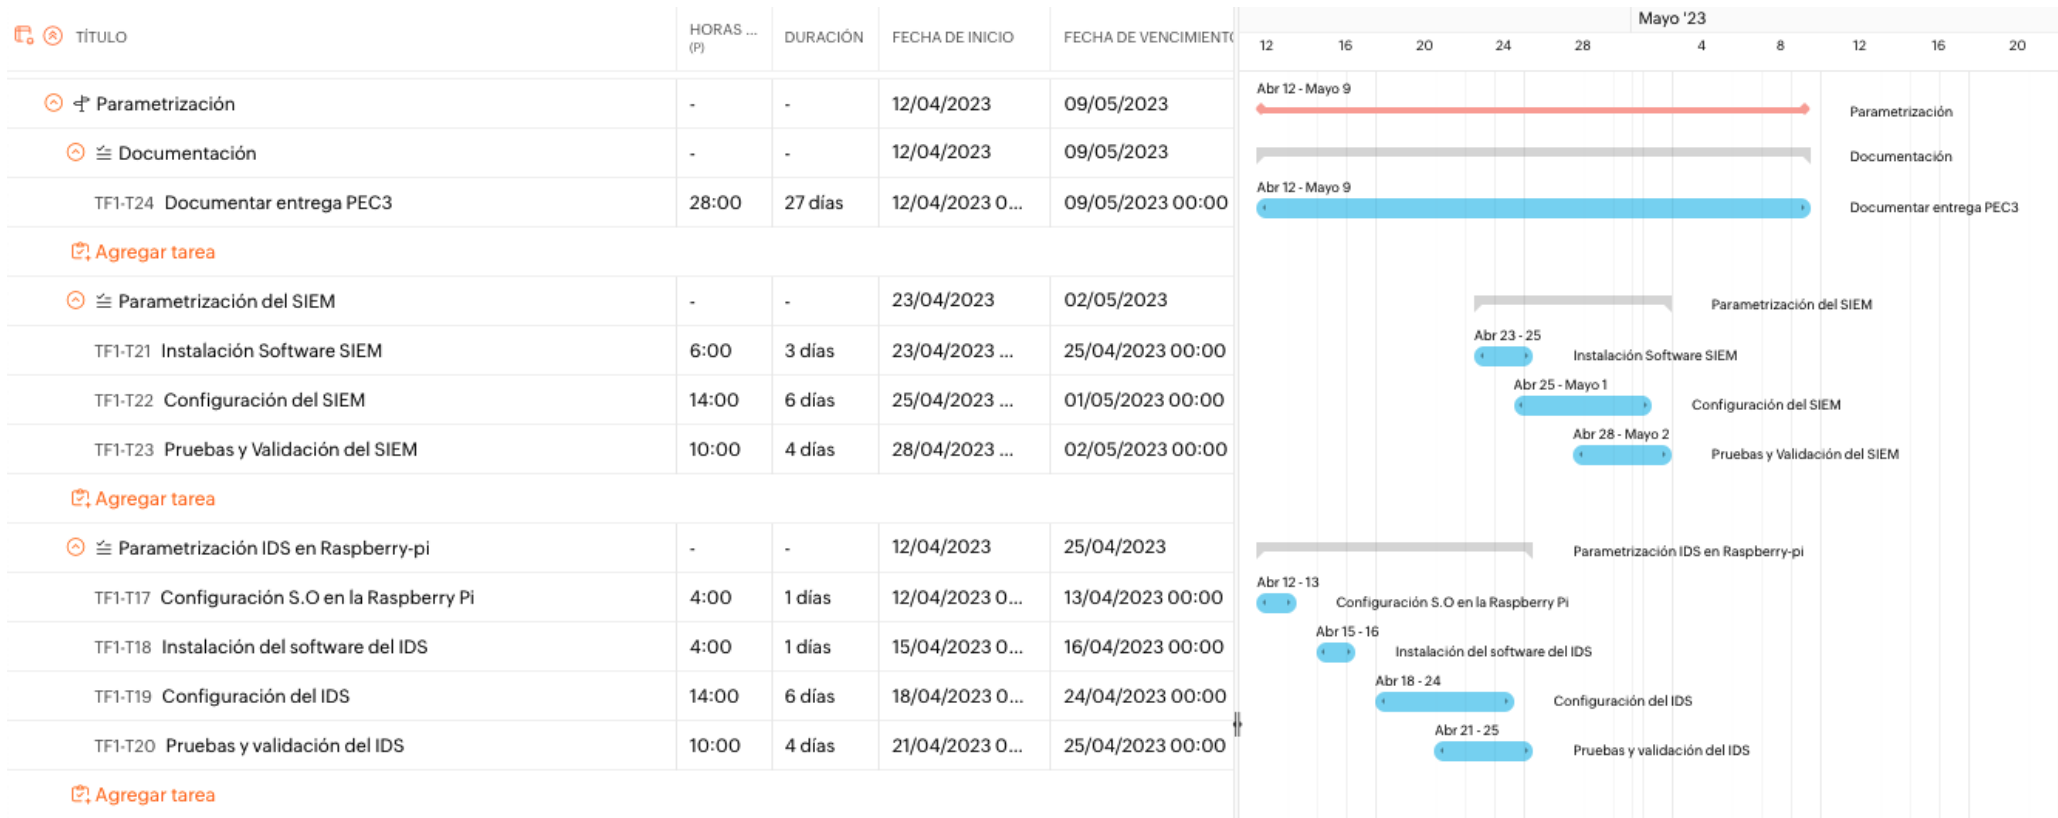 TÍTULO HORAS ... (P) DURACIÓN FECHA DE INICIO FECHA DE VENCIMIENTO
Parametrización - - 12/04/2023 09/05/2023
Documentación - - 12/04/2023 09/05/2023
TF1-T24 Documentar entrega PEC3 28:00 27 días 12/04/2023 0... 09/05/2023 00:00
Agregar tarea
Parametrización del SIEM - - 23/04/2023 02/05/2023
TF1-T21 Instalación Software SIEM 6:00 3 días 23/04/2023 ... 25/04/2023 00:00
TF1-T22 Configuración del SIEM 14:00 6 días 25/04/2023 ... 01/05/2023 00:00
TF1-T23 Pruebas y Validación del SIEM 10:00 4 días 28/04/2023 ... 02/05/2023 00:00
Agregar tarea
Parametrización IDS en Raspberry-pi - - 12/04/2023 25/04/2023
TF1-T17 Configuración S.O en la Raspberry Pi 4:00 1 días 12/04/2023 0... 13/04/2023 00:00
TF1-T18 Instalación del software del IDS 4:00 1 días 15/04/2023 0... 16/04/2023 00:00
TF1-T19 Configuración del IDS 14:00 6 días 18/04/2023 0... 24/04/2023 00:00
TF1-T20 Pruebas y validación del IDS 10:00 4 días 21/04/2023 0... 25/04/2023 00:00
Agregar tarea
Mayo '23
12 16 20 24 28 4 8 12 16 20
Abr 12 - Mayo 9
Parametrización
Documentación
Abr 12 - Mayo 9
Documentar entrega PEC3
Parametrización del SIEM
Abr 23 - 25
Instalación Software SIEM
Abr 25 - Mayo 1
Configuración del SIEM
Abr 28 - Mayo 2
Pruebas y Validación del SIEM
Parametrización IDS en Raspberry-pi
Abr 12 - 13
Configuración S.O en la Raspberry Pi
Abr 15 - 16
Instalación del software del IDS
Abr 18 - 24
Configuración del IDS
Abr 21 - 25
Pruebas y validación del IDS